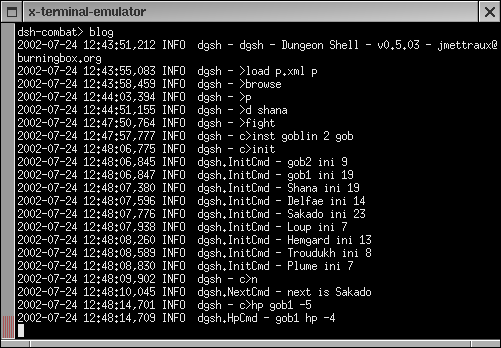 x-terminal-emulator
dsh-combat> blog
2002-07-24 12:43:51,212 INFO  dgsh - dgsh - Dungeon Shell - v0.5.03 - jmettraux@
burningbox.org
2002-07-24 12:43:55,083 INFO  dgsh - >load p.xml p
2002-07-24 12:43:58,459 INFO  dgsh - >browse
2002-07-24 12:44:03,394 INFO  dgsh - >p
2002-07-24 12:44:51,155 INFO  dgsh - >d shana
2002-07-24 12:47:50,764 INFO  dgsh - >fight
2002-07-24 12:47:57,777 INFO  dgsh - c>inst goblin 2 gob
2002-07-24 12:48:06,775 INFO  dgsh - c>init
2002-07-24 12:48:06,845 INFO  dgsh.InitCmd - gob2 ini 9
2002-07-24 12:48:06,847 INFO  dgsh.InitCmd - gob1 ini 19
2002-07-24 12:48:07,380 INFO  dgsh.InitCmd - Shana ini 19
2002-07-24 12:48:07,596 INFO  dgsh.InitCmd - Delfae ini 14
2002-07-24 12:48:07,776 INFO  dgsh.InitCmd - Sakado ini 23
2002-07-24 12:48:07,938 INFO  dgsh.InitCmd - Loup ini 7
2002-07-24 12:48:08,260 INFO  dgsh.InitCmd - Hemgard ini 13
2002-07-24 12:48:08,589 INFO  dgsh.InitCmd - Troudukh ini 8
2002-07-24 12:48:08,830 INFO  dgsh.InitCmd - Plume ini 7
2002-07-24 12:48:09,902 INFO  dgsh - c>n
2002-07-24 12:48:10,045 INFO  dgsh.NextCmd - next is Sakado
2002-07-24 12:48:14,701 INFO  dgsh - c>hp gob1 -5
2002-07-24 12:48:14,709 INFO  dgsh.HpCmd - gob1 hp -4